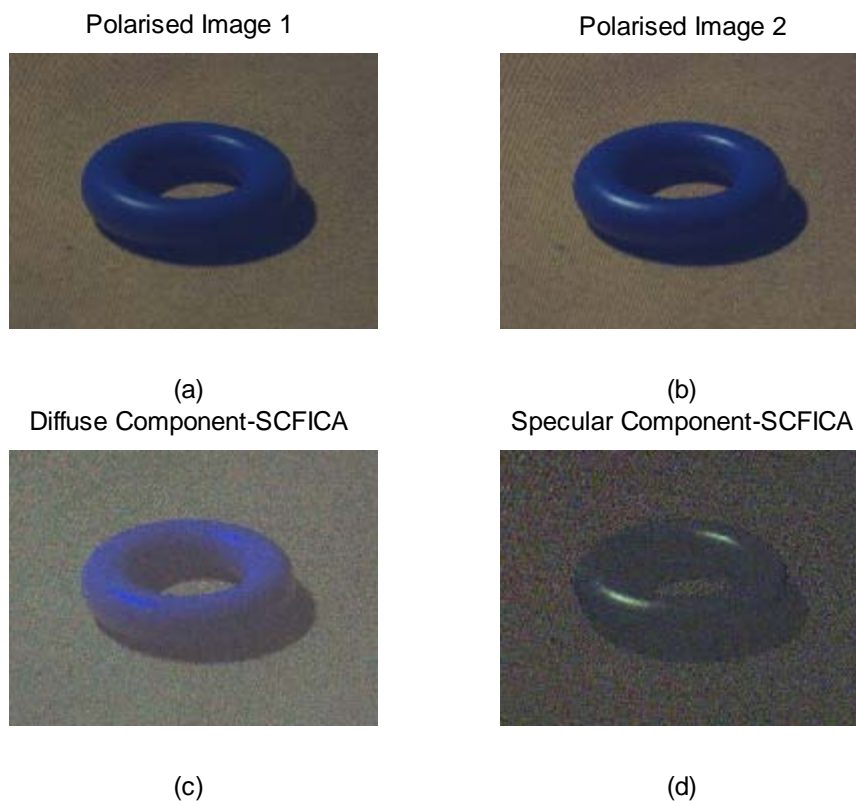 Polarised Image 1
Polarised Image 2
(a)
(b)
Diffuse Component-SCFICA
Specular Component-SCFICA
(c)
(d)